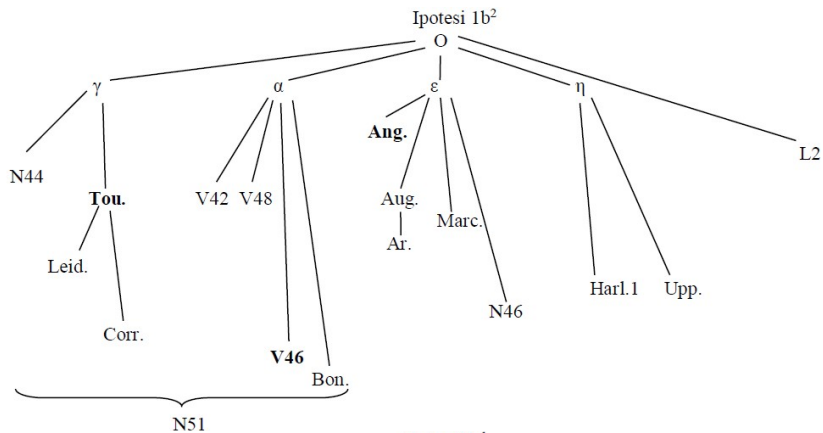 Ipotesi 1b²
O
γ α ε η
Ang.
L2
N44
Tou. V42 V48 Aug. Marc.
Ar.
Leid.
Harl.1 Upp.
N46
Corr.
V46
Bon.
N51